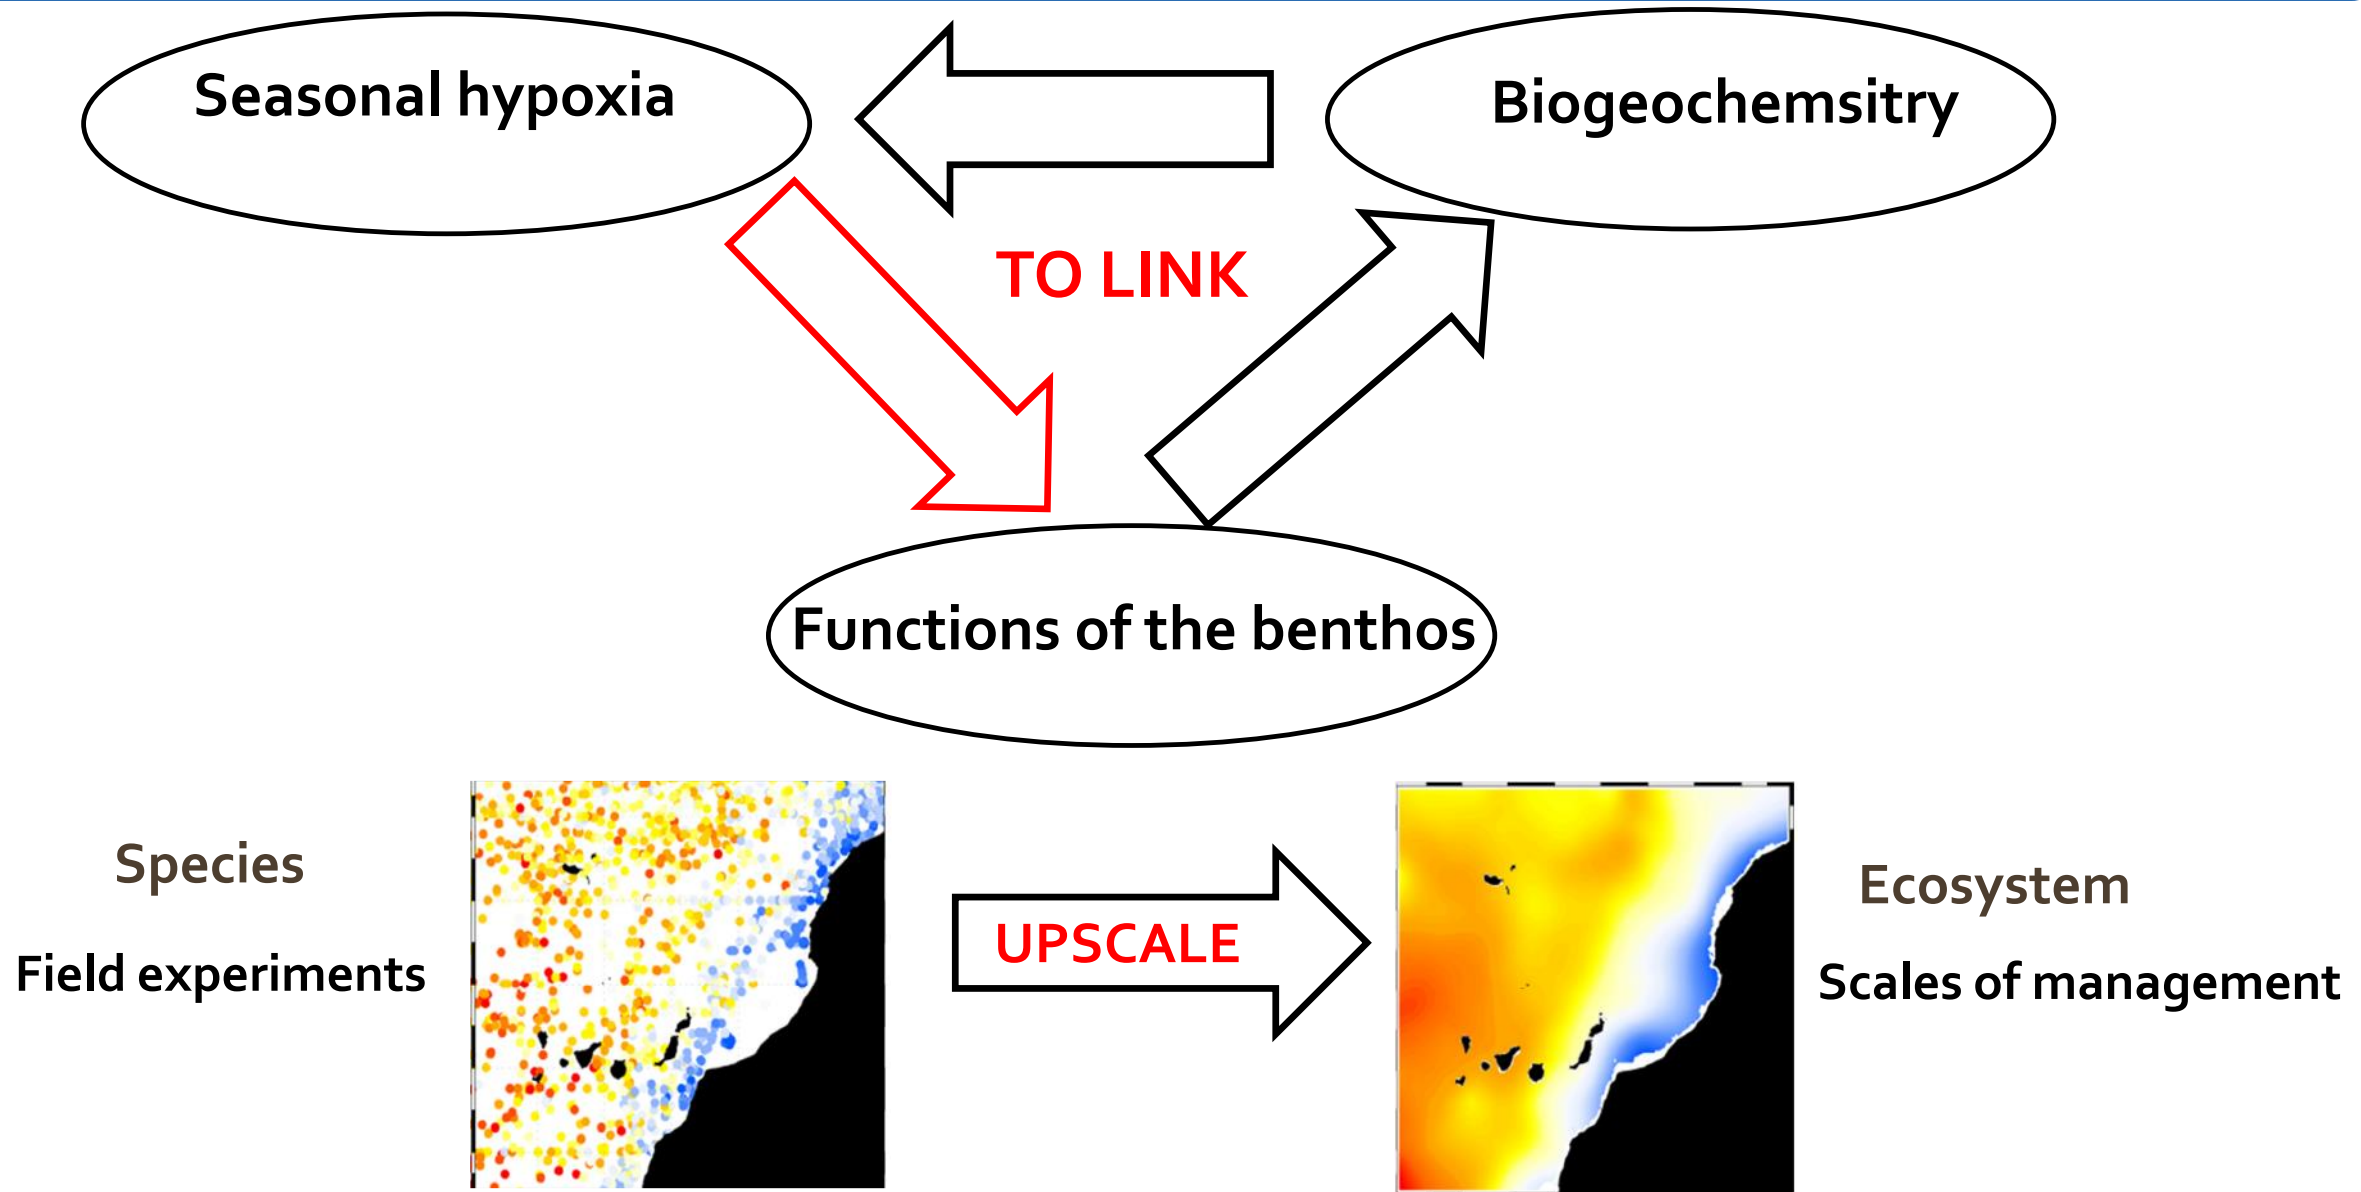 Seasonal hypoxia
Biogeochemsitry
TO LINK
Functions of the benthos
Species
Field experiments
UPSCALE
Ecosystem
Scales of management